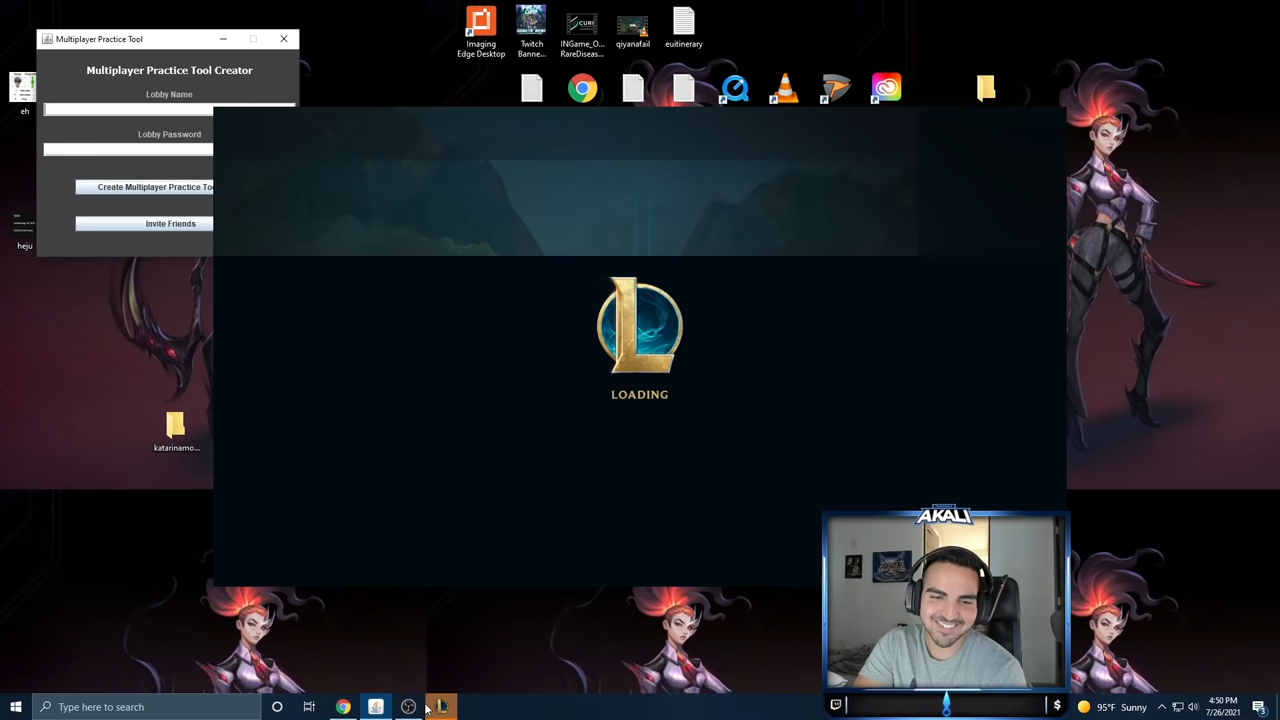 Multiplayer Practice Tool
Multiplayer Practice Tool Creator
Lobby Name
Lobby Password
Create Multiplayer Practice Too
Invite Friends
eh
heju
Imaging
Edge Desktop
Twitch
Banne...
INGame_O...
RareDiseas...
qiyanafail
euitinerary
katarinamo...
LOADING
AKALI
Type here to search
95°F Sunny
4:50 PM
7/26/2021